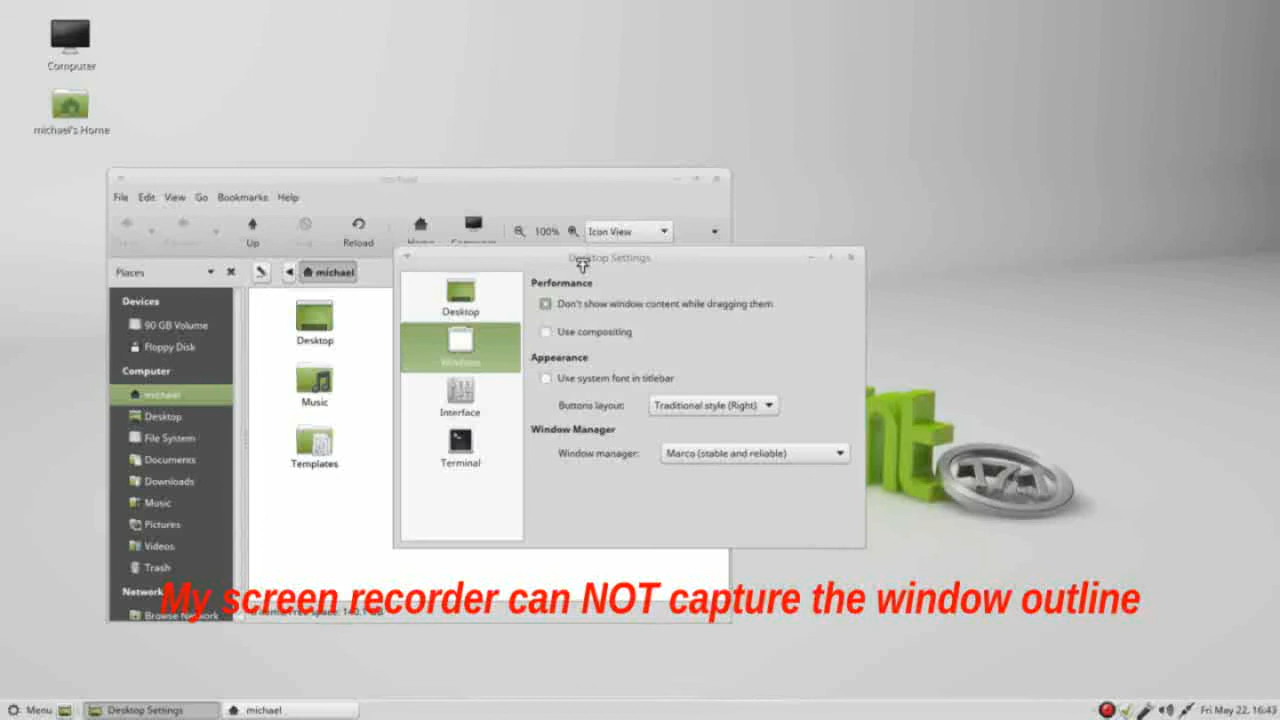 Computer
michael's Home
File Edit View Go Bookmarks Help
Up
Reload
100%
Icon View
Places
michael
Devices
90 GB Volume
Floppy Disk
Computer
michael
Desktop
File System
Documents
Downloads
Music
Pictures
Videos
Trash
Network
Browse Network
Desktop
Music
Templates
Desktop Settings
Desktop
Windows
Interface
Terminal
Performance
Don't show window content while dragging them
Use compositing
Appearance
Use system font in titlebar
Buttons layout: Traditional style (Right)
Window Manager
Window manager: Marco (stable and reliable)
17.1
My screen recorder can NOT capture the window outline
Menu
Desktop Settings
michael
Fri May 22, 16:43